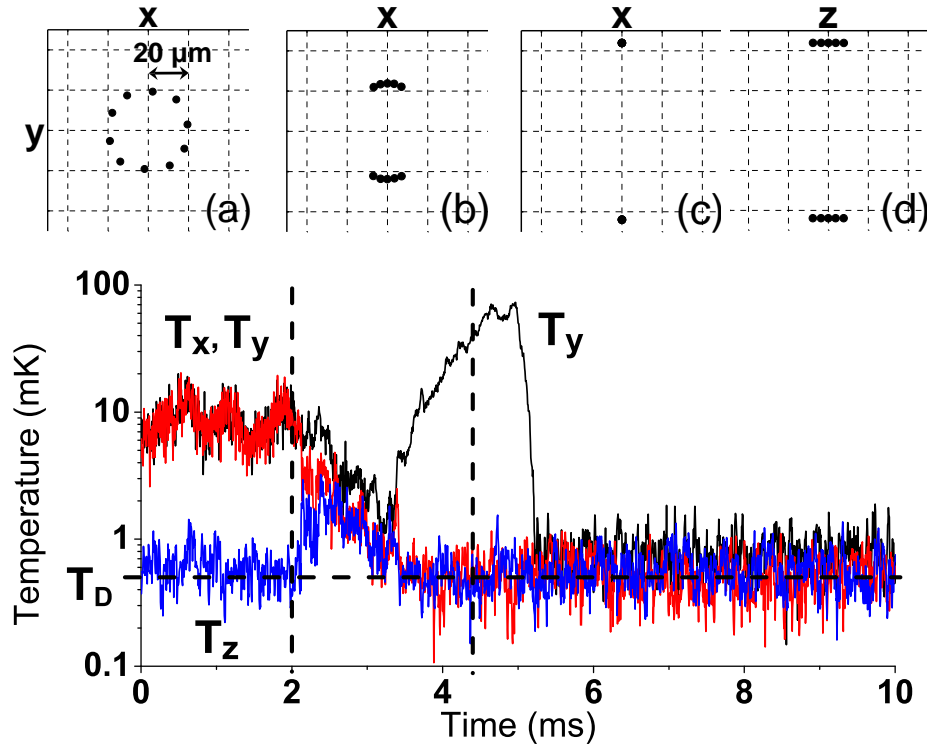 x x x z
20 µm
y
(a) (b) (c) (d)
100
10
1
0.1
Temperature (mK)
Tx, Ty
Ty
TD
Tz
0 2 4 6 8 10
Time (ms)